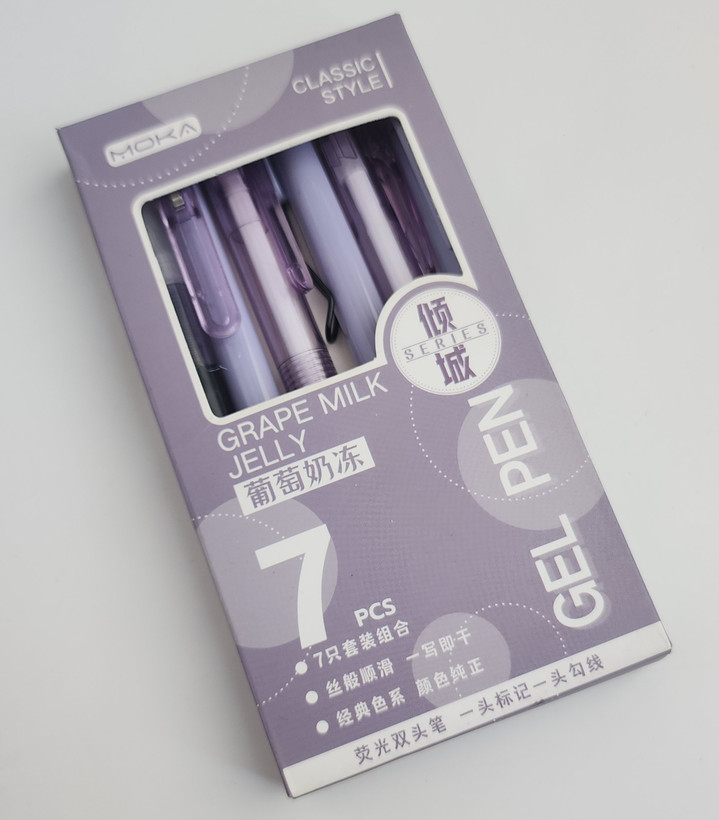 CLASSIC
STYLE
MOKA
倾
SERIES
城
GRAPE MILK
JELLY
葡萄奶冻
GEL PEN
7
PCS
7只套装组合
丝般顺滑 一写即干
经典色系 颜色纯正
荧光双头笔 一头标记一头勾线